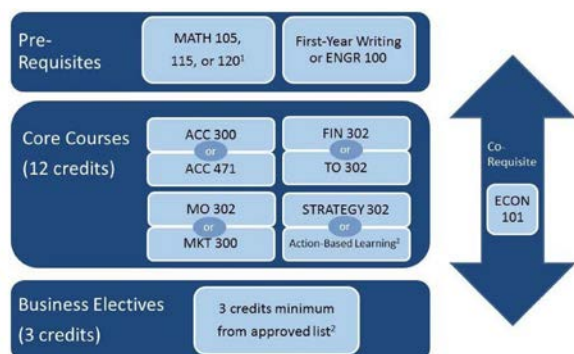 Pre-
Requisites
MATH 105,
115, or 120¹
First-Year Writing
or ENGR 100
Core Courses
(12 credits)
ACC 300
or
ACC 471
FIN 302
or
TO 302
MO 302
or
MKT 300
STRATEGY 302
or
Action-Based Learning²
Co-
Requisite
ECON
101
Business Electives
(3 credits)
3 credits minimum
from approved list²